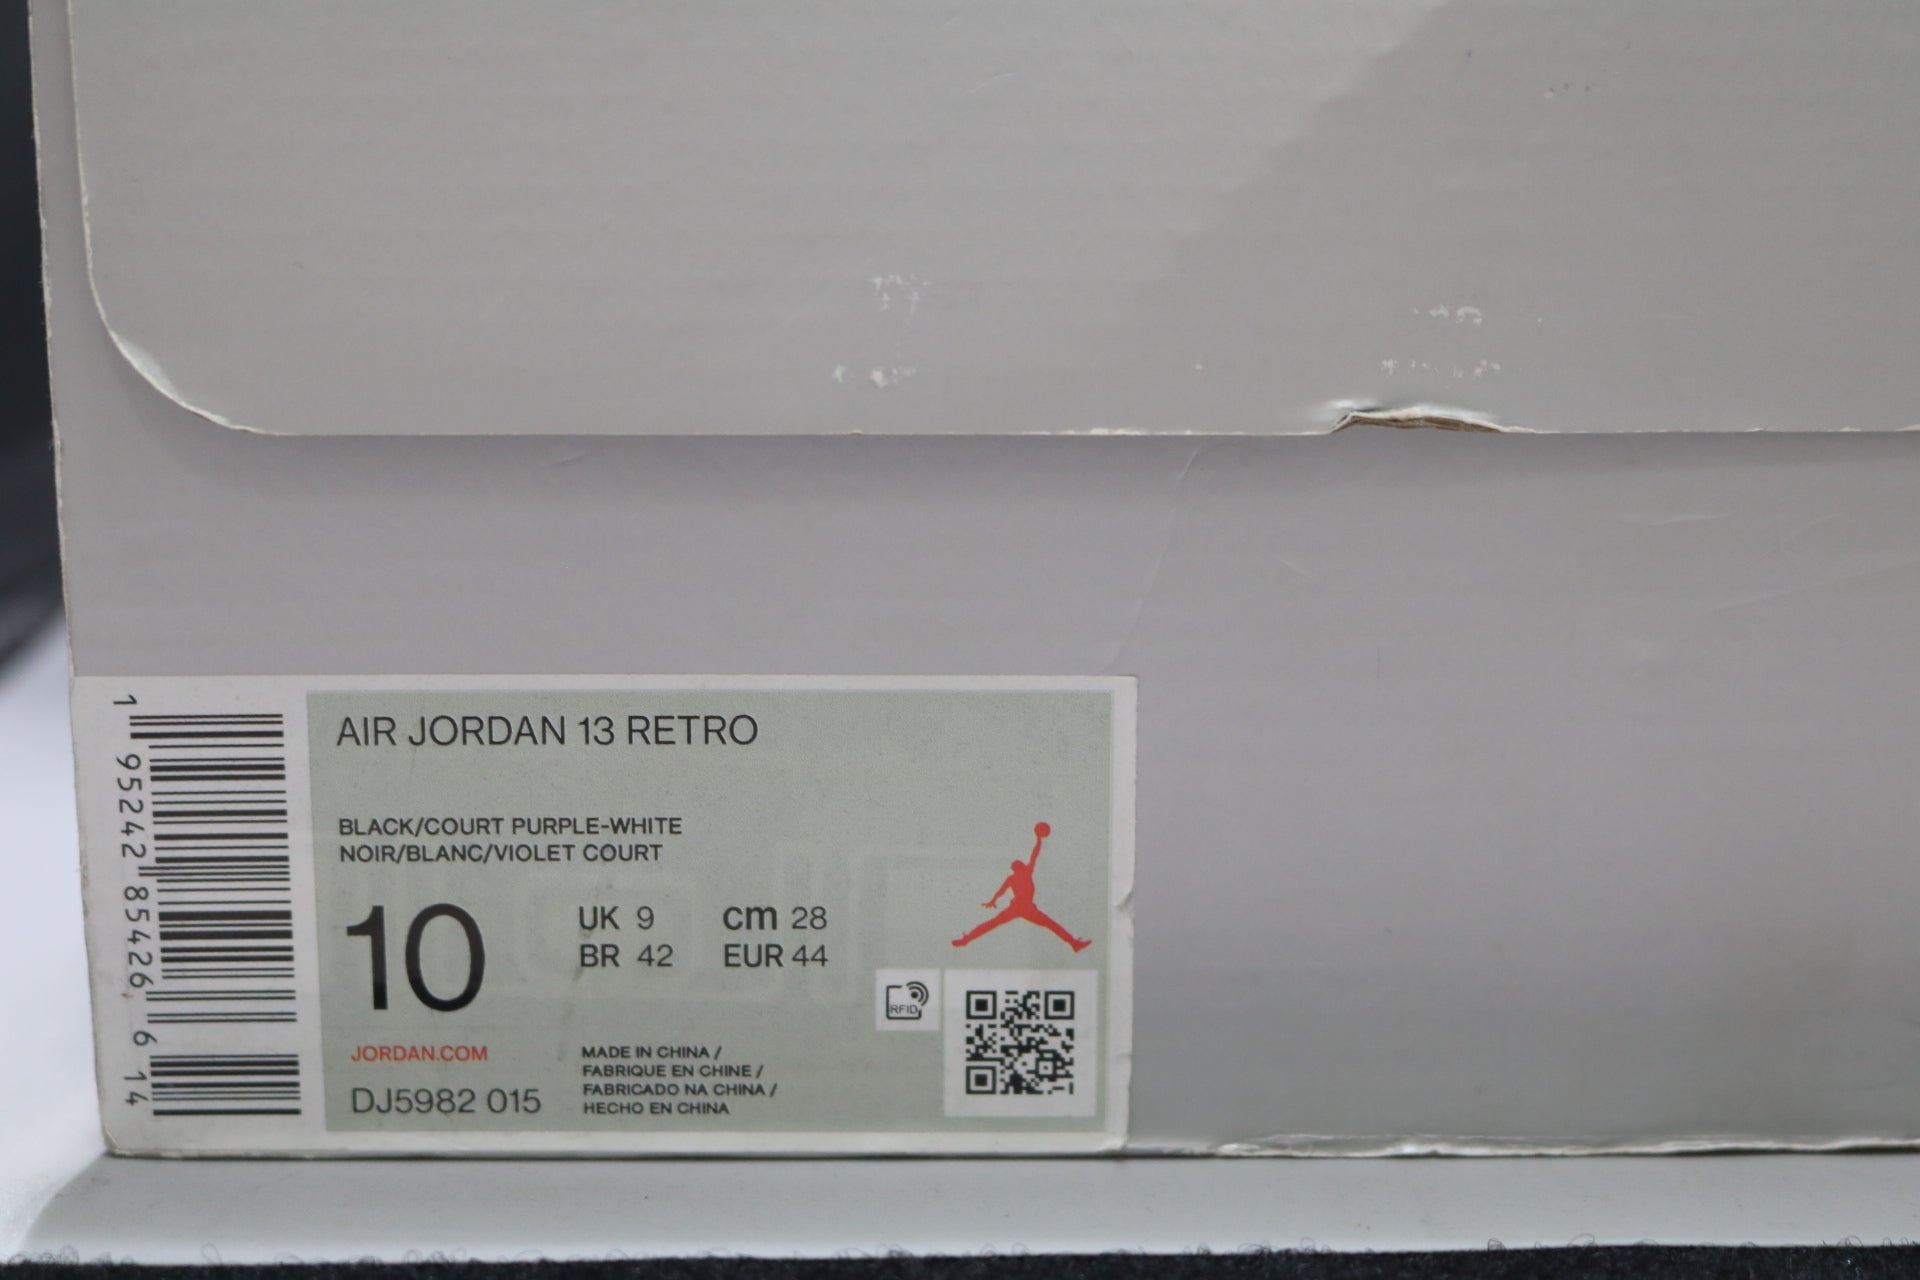 AIR JORDAN 13 RETRO
BLACK/COURT PURPLE-WHITE
NOIR/BLANC/VIOLET COURT
10
UK 9 cm 28
BR 42 EUR 44
RFID
JORDAN.COM
DJ5982 015
MADE IN CHINA /
FABRIQUE EN CHINE /
FABRICADO NA CHINA /
HECHO EN CHINA
1 95242 85426 6 14